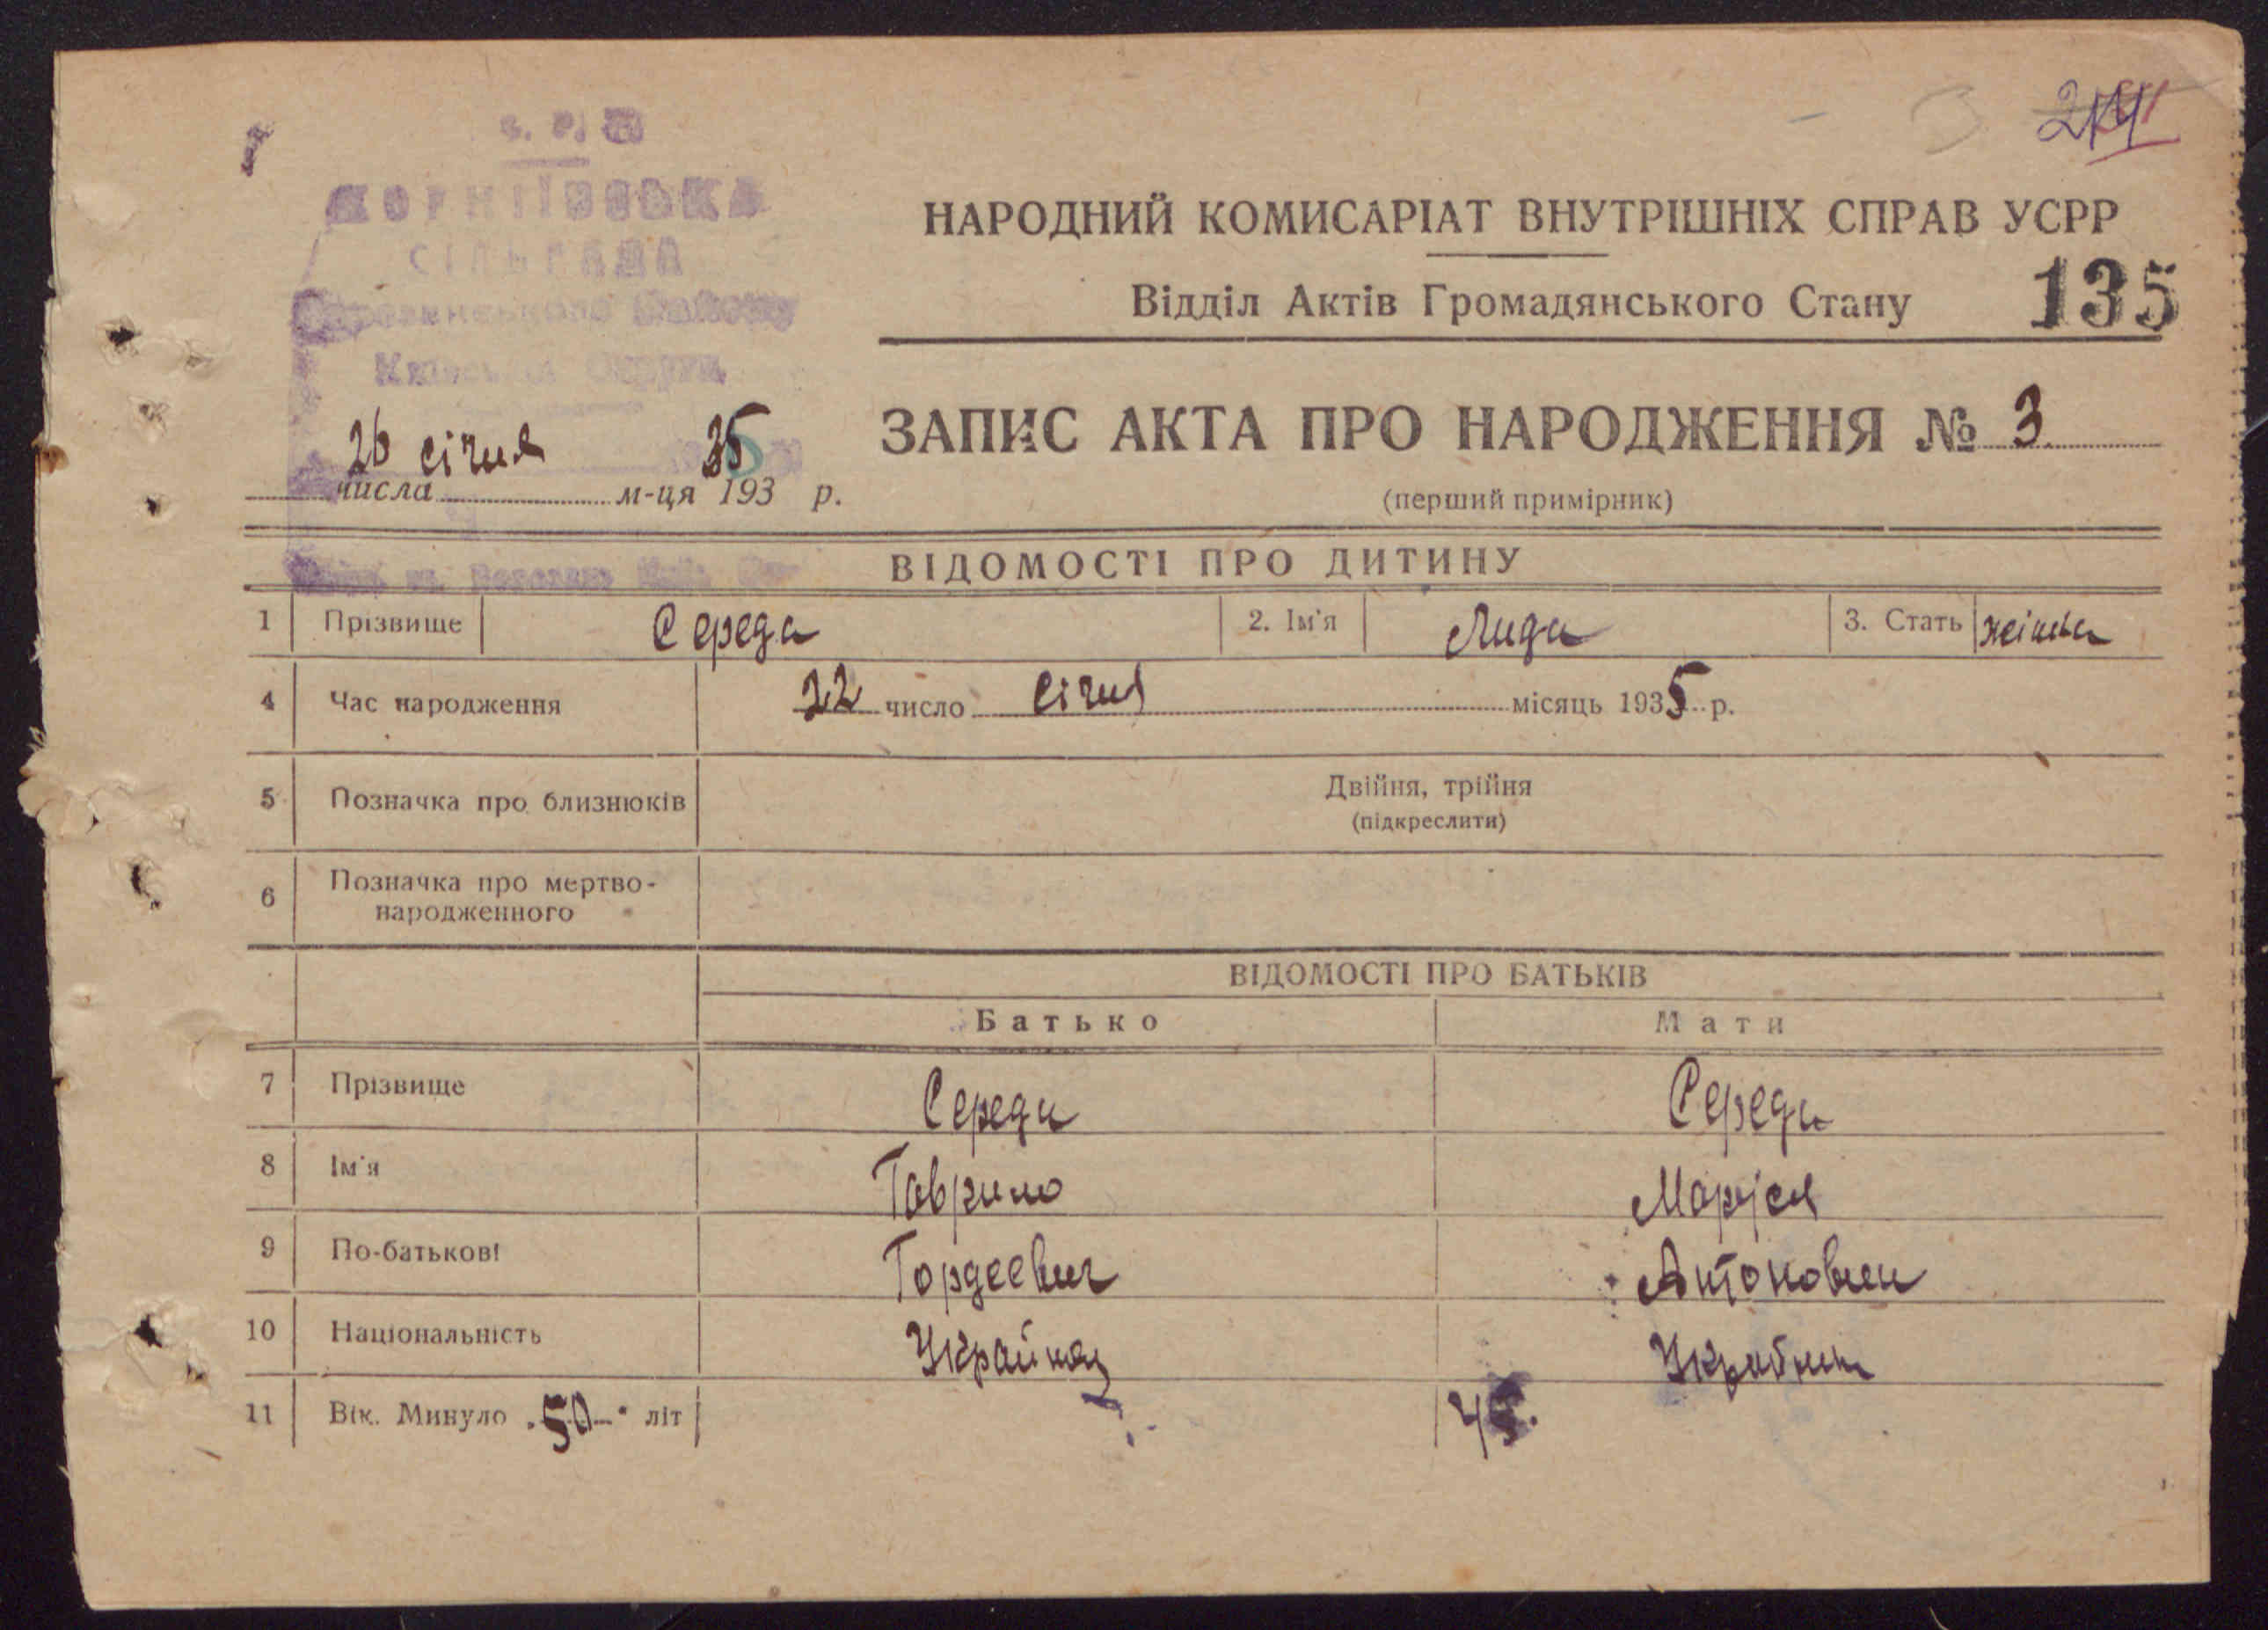 НАРОДНИЙ КОМИСАРІАТ ВНУТРІШНІХ СПРАВ УСРР
Відділ Актів Громадянського Стану 135
СІЛЬРАДА
26 січня 35
числа м-ця 193 р.
ЗАПИС АКТА ПРО НАРОДЖЕННЯ № 3
(перший примірник)
ВІДОМОСТІ ПРО ДИТИНУ
1 Прізвище Середа 2. Ім'я Лида 3. Стать жіноча
4 Час народження 22 число січня місяць 1935 р.
5 Позначка про близнюків Двійня, трійня
(підкреслити)
6 Позначка про мертво-
народженного
ВІДОМОСТІ ПРО БАТЬКІВ
Батько Мати
7 Прізвище Середа Середа
8 Ім'я Гаврило Марія
9 По-батькові Гордеевич Антоновна
10 Національність Українец Українка
11 Вік. Минуло 50 літ 45